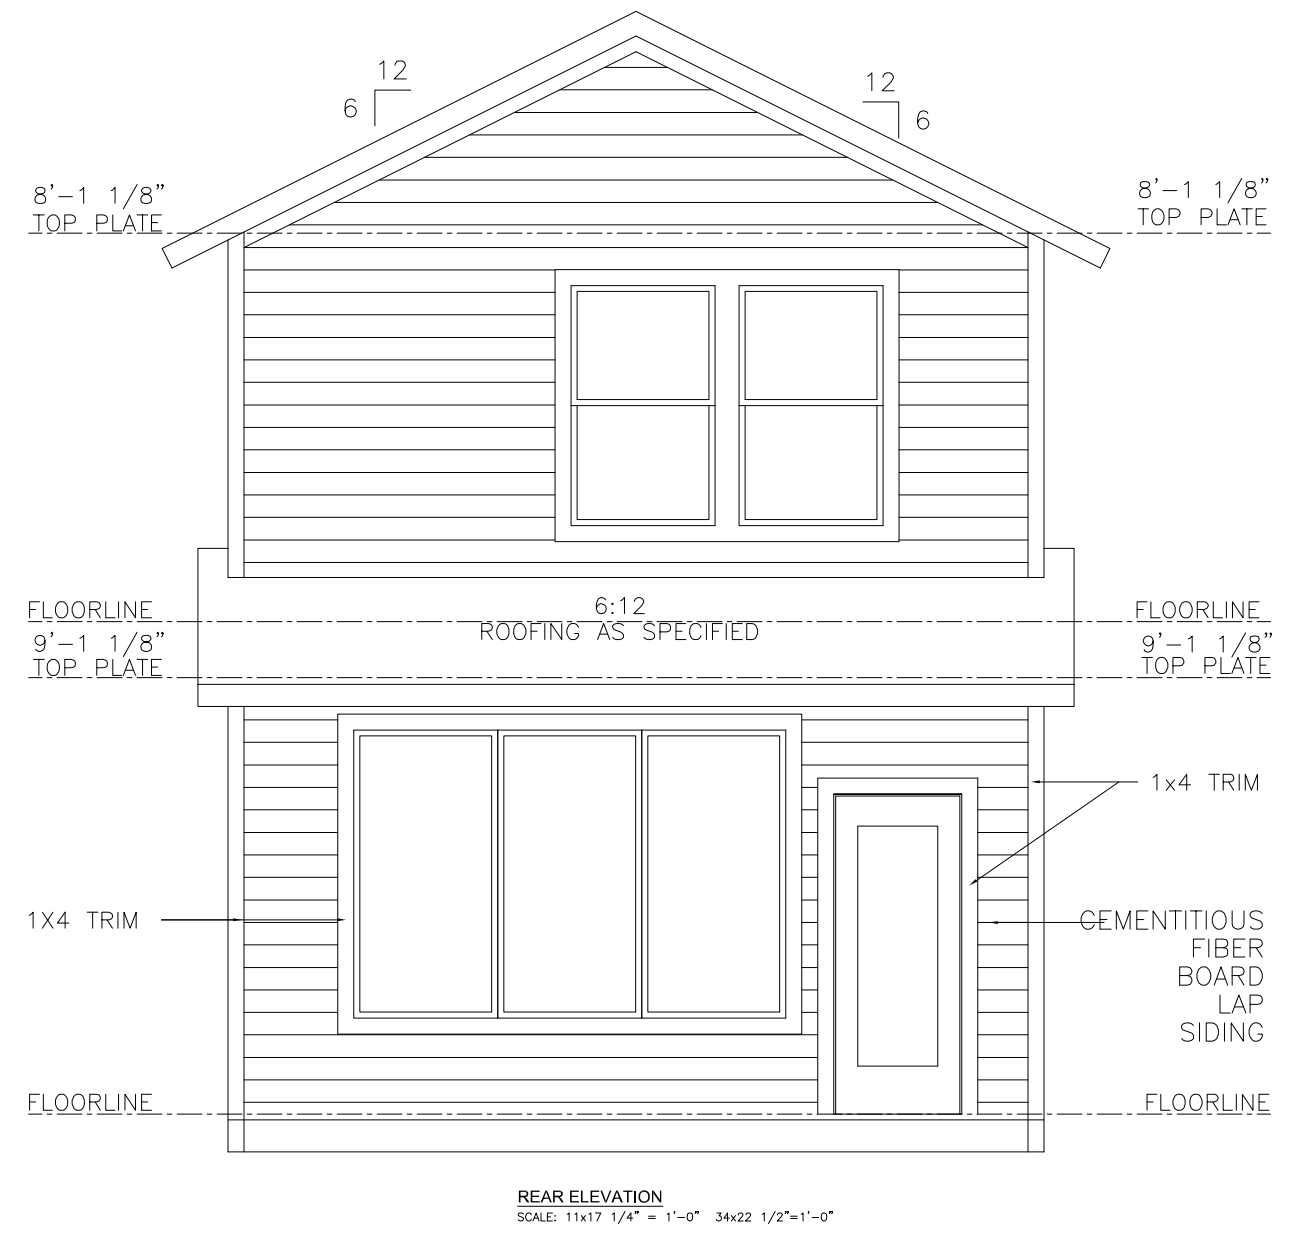 12
12
6
6
8'-1 1/8"
TOP PLATE
8'-1 1/8"
TOP PLATE
FLOORLINE
6:12
FLOORLINE
9'-1 1/8"
TOP PLATE
ROOFING AS SPECIFIED
9'-1 1/8"
TOP PLATE
1x4 TRIM
1X4 TRIM
CEMENTITIOUS
FIBER
BOARD
LAP
SIDING
FLOORLINE
FLOORLINE
REAR ELEVATION
SCALE: 11x17 1/4" = 1'-0" 34x22 1/2"=1'-0"